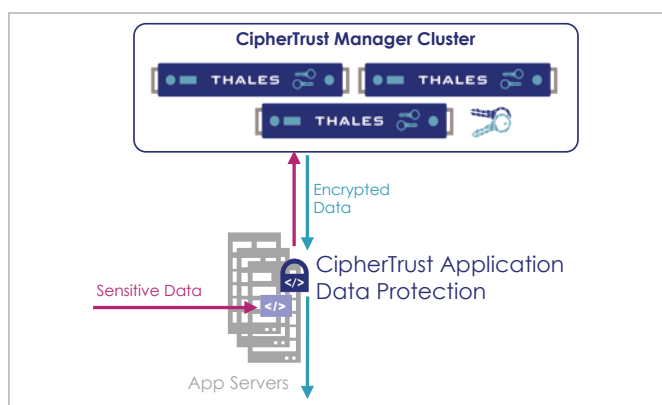 CipherTrust Manager Cluster
THALES
THALES
THALES
Encrypted
Data
CipherTrust Application
Data Protection
</>
Sensitive Data
</>
App Servers